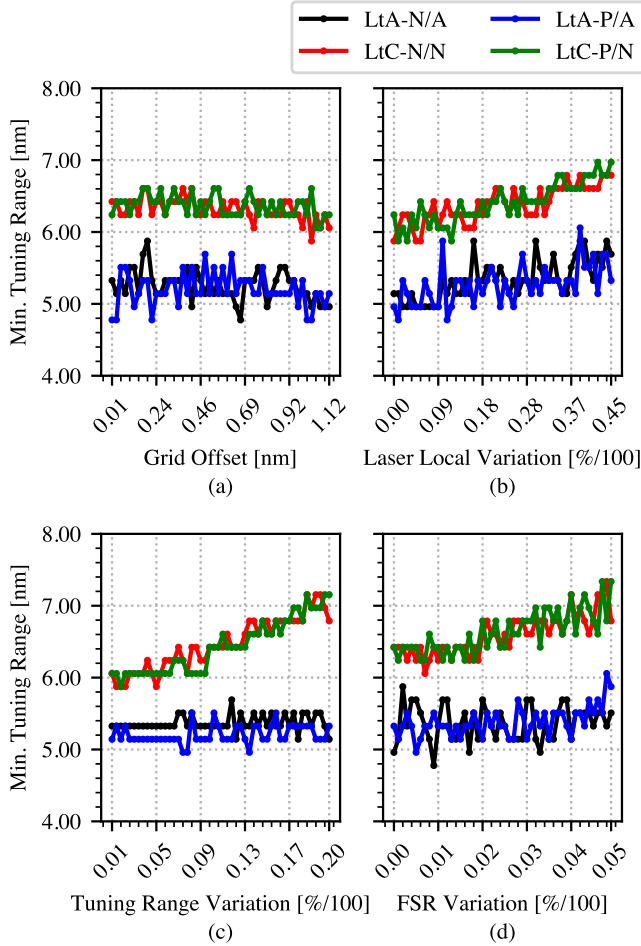 LtA-N/A LtA-P/A
LtC-N/N LtC-P/N
Min. Tuning Range [nm]
8.00
7.00
6.00
5.00
4.00
0.01 0.24 0.46 0.69 0.92 1.12
Grid Offset [nm]
(a)
0.00 0.09 0.18 0.28 0.37 0.45
Laser Local Variation [%/100]
(b)
Min. Tuning Range [nm]
8.00
7.00
6.00
5.00
4.00
0.01 0.05 0.09 0.13 0.17 0.20
Tuning Range Variation [%/100]
(c)
0.00 0.01 0.02 0.03 0.04 0.05
FSR Variation [%/100]
(d)